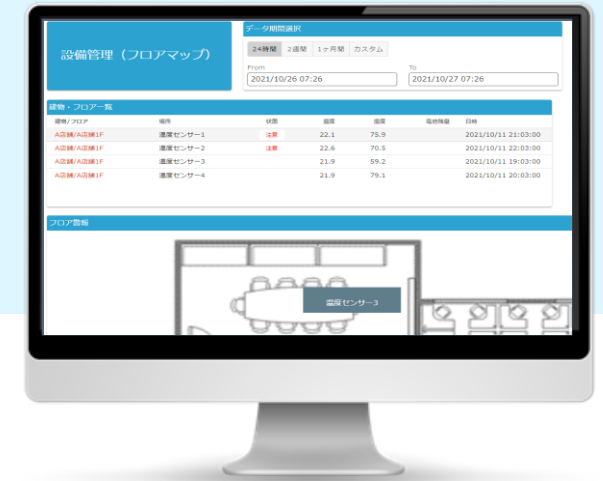 データ期間選択
設備管理（フロアマップ）
24時間 2週間 1ヶ月間 カスタム
From To
2021/10/26 07:26 2021/10/27 07:26
建物・フロア一覧
建物/フロア 場所 状態 温度 湿度 電池残量 日時
A店舗/A店舗1F 温度センサー1 注意 22.1 75.9 2021/10/11 21:03:00
A店舗/A店舗1F 温度センサー2 注意 22.6 70.5 2021/10/11 22:03:00
A店舗/A店舗1F 温度センサー3 21.9 59.2 2021/10/11 19:03:00
A店舗/A店舗1F 温度センサー4 21.9 79.1 2021/10/11 20:03:00
フロア警報
温度センサー3